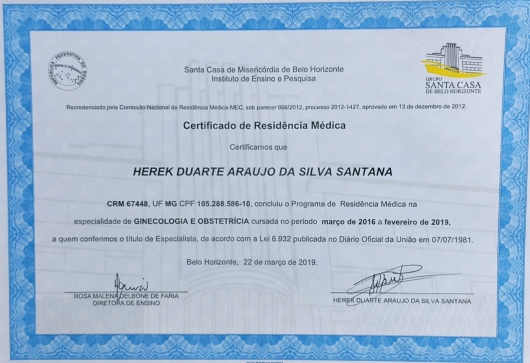 Santa Casa de Misericórdia de Belo Horizonte
Instituto de Ensino e Pesquisa
GRUPO
SANTA CASA
DE BELO HORIZONTE
Recredenciado pela Comissão Nacional de Residência Médica-MEC, sob parecer 996/2012, processo 2012-1427, aprovado em 13 de dezembro de 2012.
Certificado de Residência Médica
Certificamos que
HEREK DUARTE ARAUJO DA SILVA SANTANA
CRM 67448, UF MG CPF 105.288.586-10, concluiu o Programa de Residência Médica na
especialidade de GINECOLOGIA E OBSTETRÍCIA cursada no período março de 2016 a fevereiro de 2019,
a quem conferimos o título de Especialista, de acordo com a Lei 6.932 publicada no Diário Oficial da União em 07/07/1981.
Belo Horizonte, 22 de março de 2019.
ROSA MALENA DELBONE DE FARIA
DIRETORA DE ENSINO
HEREK DUARTE ARAUJO DA SILVA SANTANA